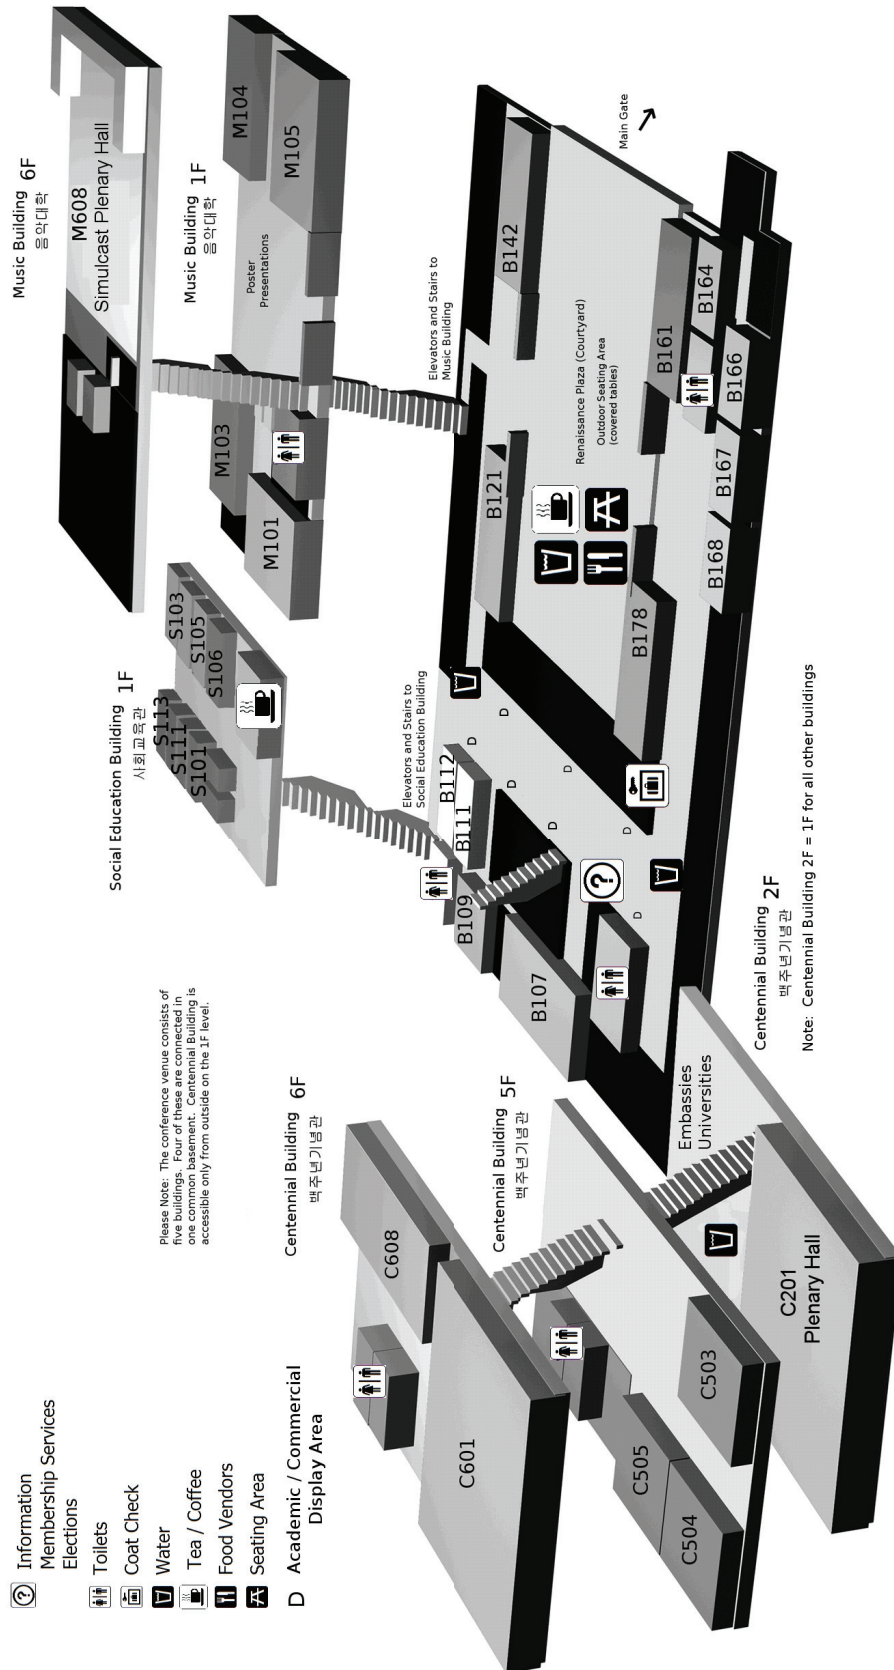 Information
Membership Services
Elections
Toilets
Coat Check
Water
Tea / Coffee
Food Vendors
Seating Area
D Academic / Commercial
Display Area
Please Note: The conference venue consists of
five buildings. Four of these are connected in
one common basement. Centennial Building is
accessible only from outside on the 1F level.
Centennial Building 6F
백주년기념관
C608
C601
Centennial Building 5F
백주년기념관
C503
C505
C504
Centennial Building 2F
백주년기념관
Note: Centennial Building 2F = 1F for all other buildings
C201
Plenary Hall
Embassies
Universities
Social Education Building 1F
사회교육관
S103
S105
S106
S113
S111
S101
Elevators and Stairs to
Social Education Building
Music Building 6F
음악대학
M608
Simulcast Plenary Hall
Music Building 1F
음악대학
M104
M105
Poster
Presentations
M103
M101
Elevators and Stairs to
Music Building
Main Gate
B142
B121
Renaissance Plaza (Courtyard)
Outdoor Seating Area
(covered tables)
B161
B164
B166
B167
B168
B178
B112
B111
B109
B107
D
D
D
D
D
D
D